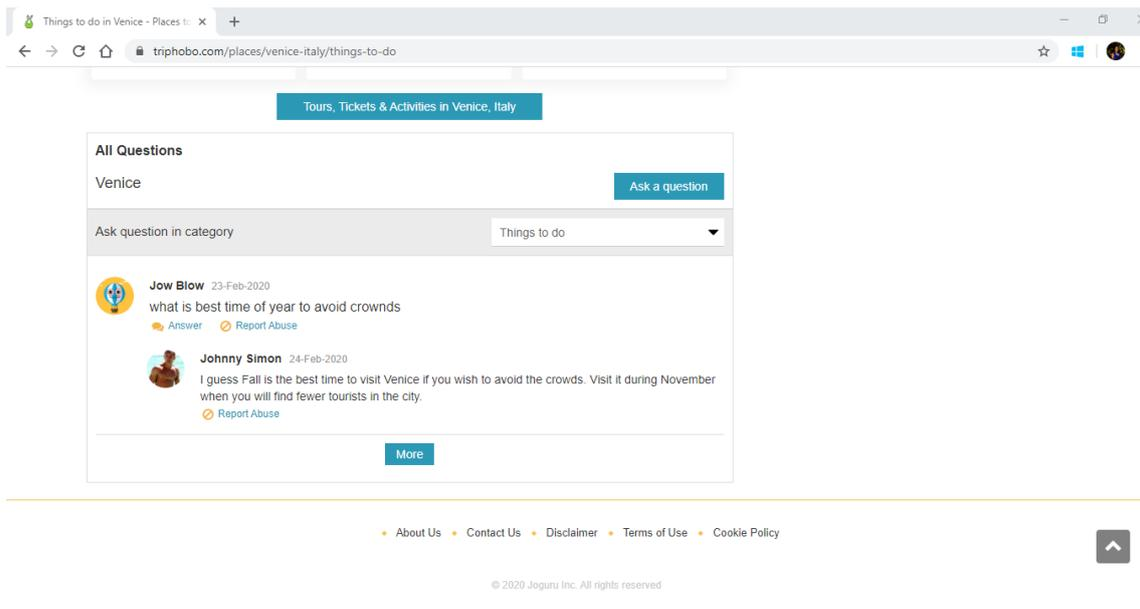 Things to do in Venice - Places to
triphobo.com/places/venice-italy/things-to-do
Tours, Tickets & Activities in Venice, Italy
All Questions
Venice
Ask a question
Ask question in category
Things to do
Jow Blow 23-Feb-2020
what is best time of year to avoid crownds
Answer Report Abuse
Johnny Simon 24-Feb-2020
I guess Fall is the best time to visit Venice if you wish to avoid the crowds. Visit it during November
when you will find fewer tourists in the city.
Report Abuse
More
About Us Contact Us Disclaimer Terms of Use Cookie Policy
© 2020 Joguru Inc. All rights reserved